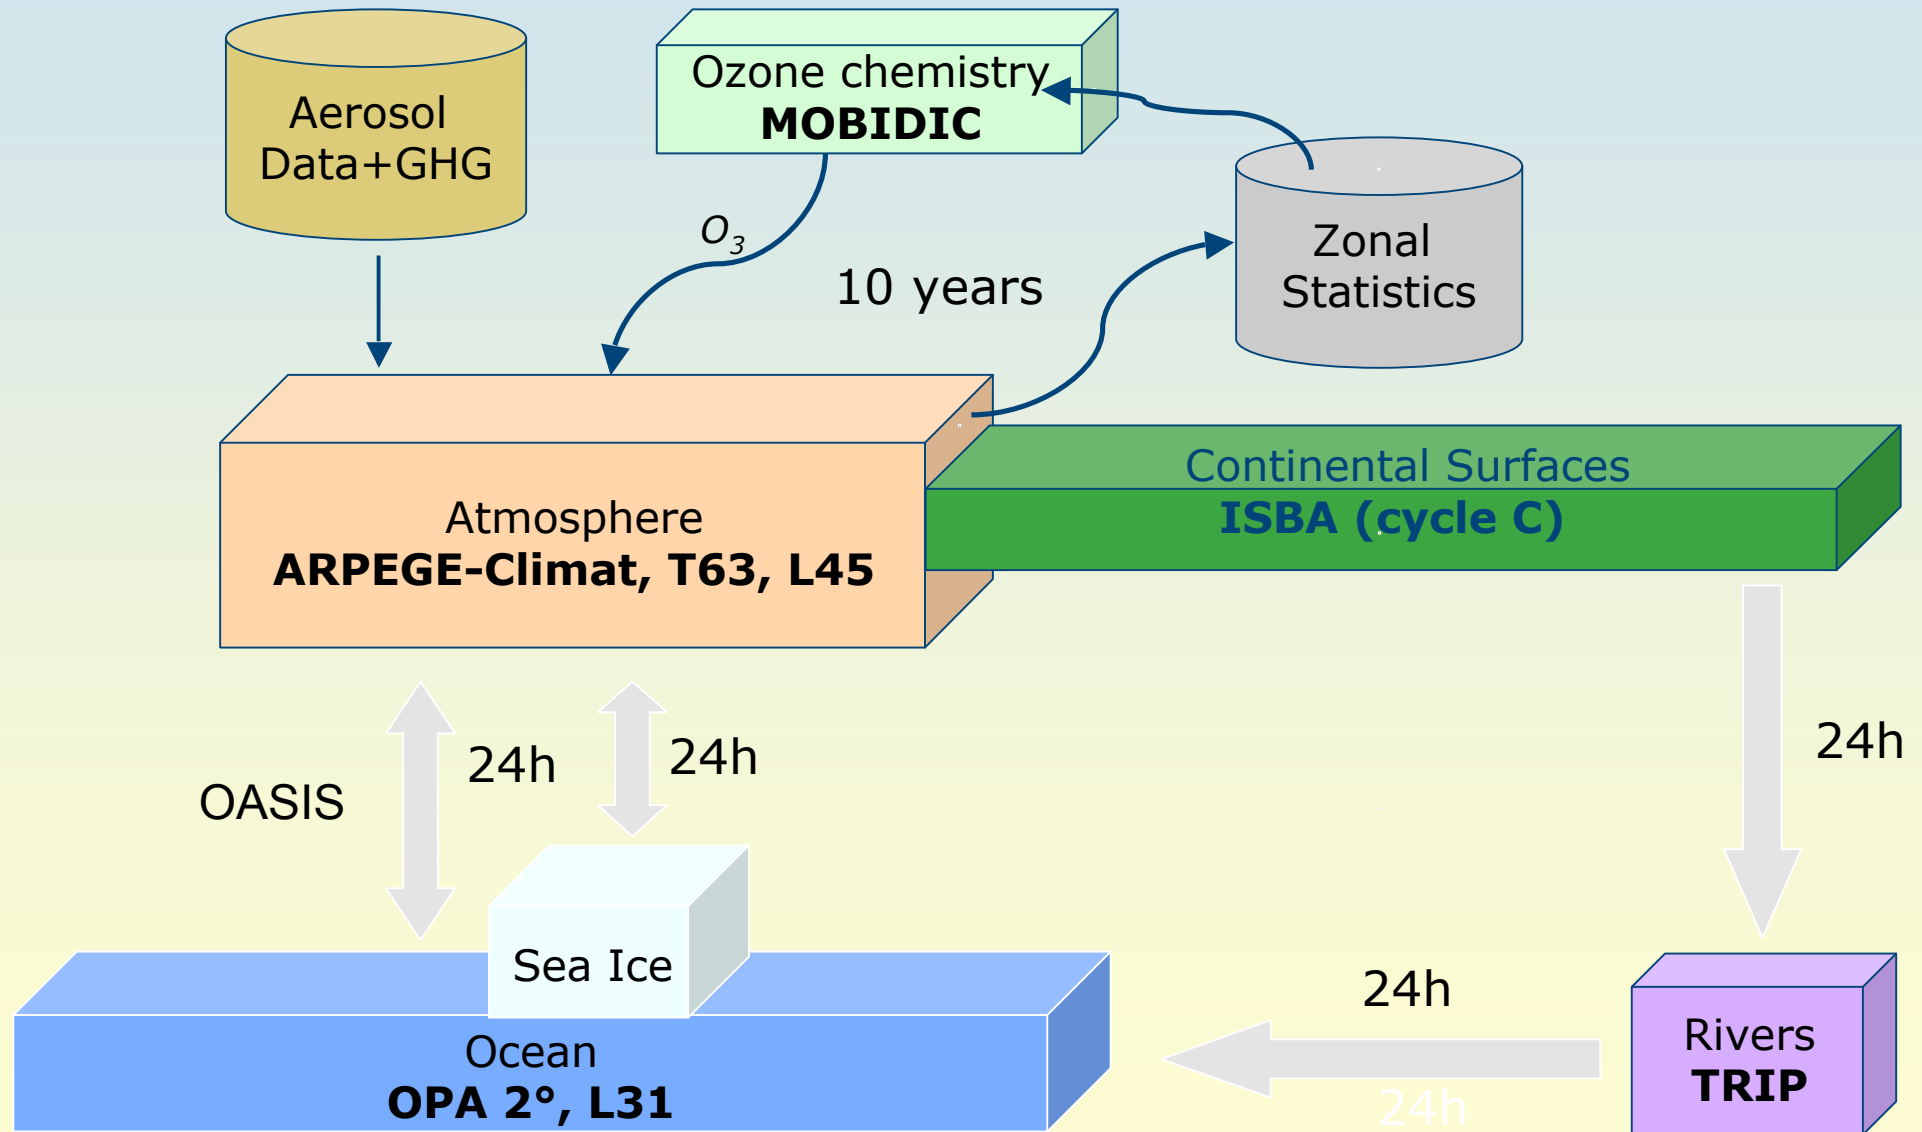 Aerosol
Data+GHG
Ozone chemistry
MOBIDIC
O₃
10 years
Zonal
Statistics
Continental Surfaces
ISBA (cycle C)
Atmosphere
ARPEGE-Climat, T63, L45
24h
24h
24h
OASIS
Sea Ice
24h
Rivers
TRIP
Ocean
OPA 2°, L31
24h